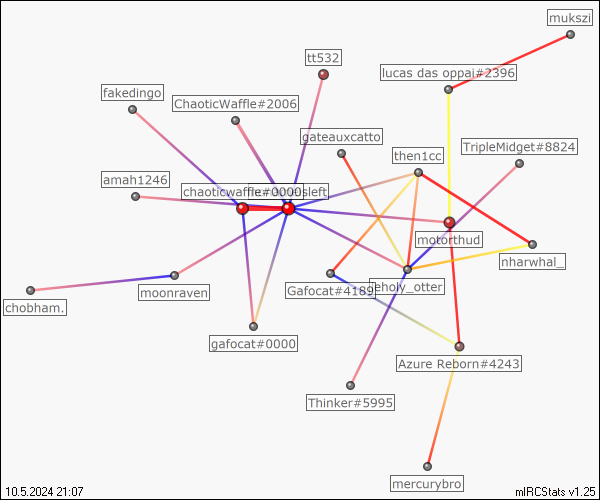 mukszi
tt532
lucas das oppai#2396
fakedingo
ChaoticWaffle#2006
gateauxcatto
then1cc
TripleMidget#8824
amah1246
chaoticwaffle#0000
sleft
motorthud
nharwhal_
chobham.
moonraven
Gafocat#4189
eholy_otter
gafocat#0000
Azure Reborn#4243
Thinker#5995
mercurybro
10.5.2024 21:07
mIRCStats v1.25